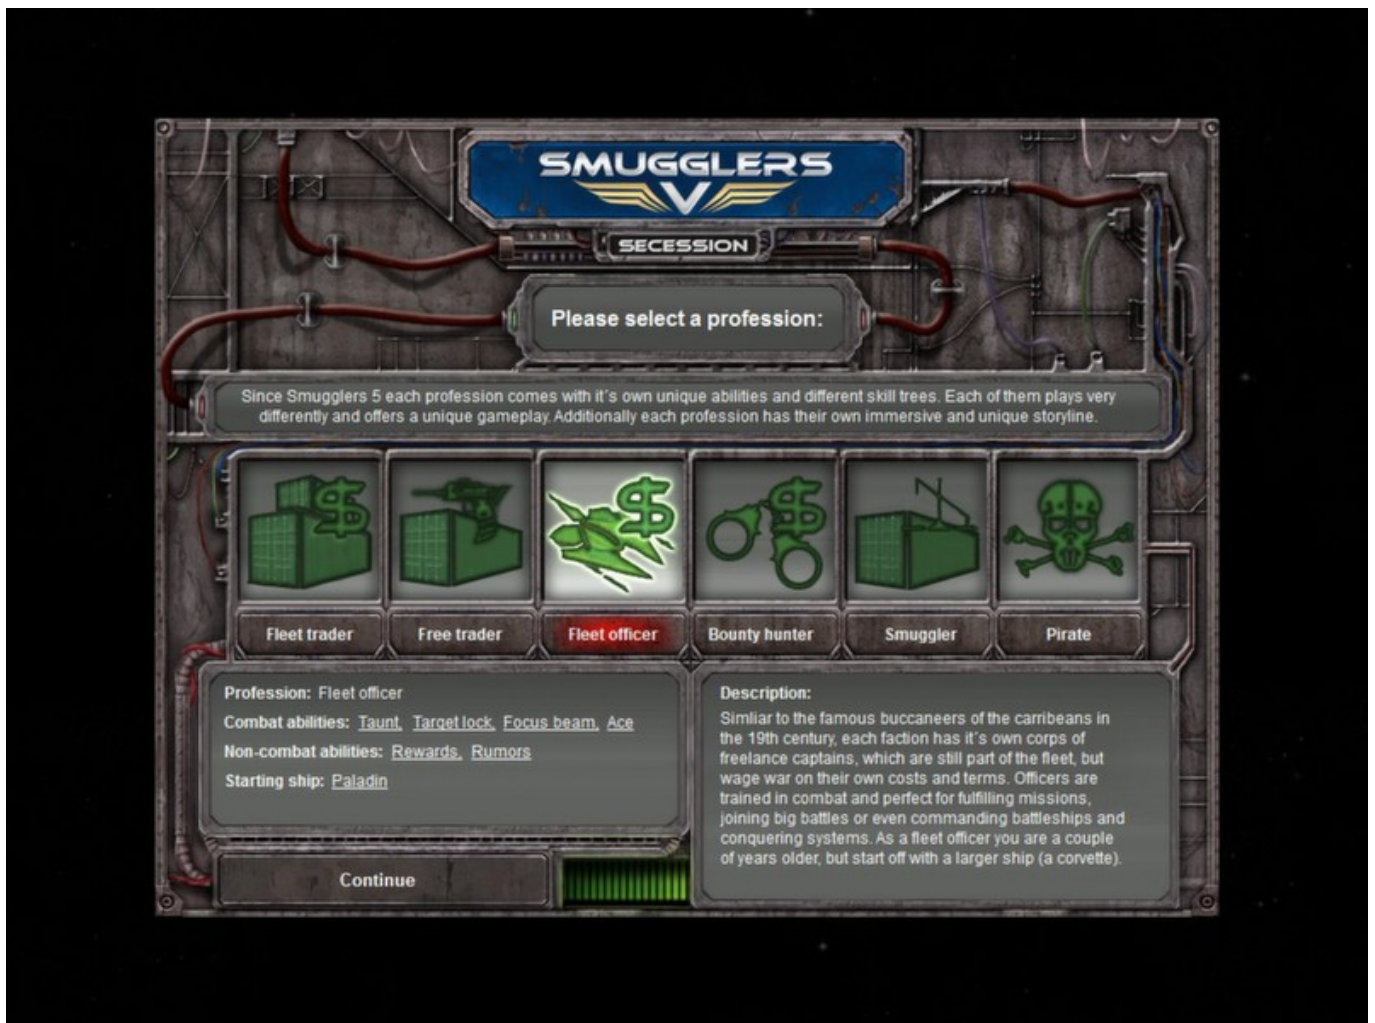 SMUGGLERS
V
SECESSION
Please select a profession:
Since Smugglers 5 each profession comes with it´s own unique abilities and different skill trees. Each of them plays very
differently and offers a unique gameplay. Additionally each profession has their own immersive and unique storyline.
Fleet trader
Free trader
Fleet officer
Bounty hunter
Smuggler
Pirate
Profession: Fleet officer
Combat abilities: Taunt, Target lock, Focus beam, Ace
Non-combat abilities: Rewards, Rumors
Starting ship: Paladin
Continue
Description:
Simliar to the famous buccaneers of the carribeans in
the 19th century, each faction has it´s own corps of
freelance captains, which are still part of the fleet, but
wage war on their own costs and terms. Officers are
trained in combat and perfect for fulfilling missions,
joining big battles or even commanding battleships and
conquering systems. As a fleet officer you are a couple
of years older, but start off with a larger ship (a corvette).